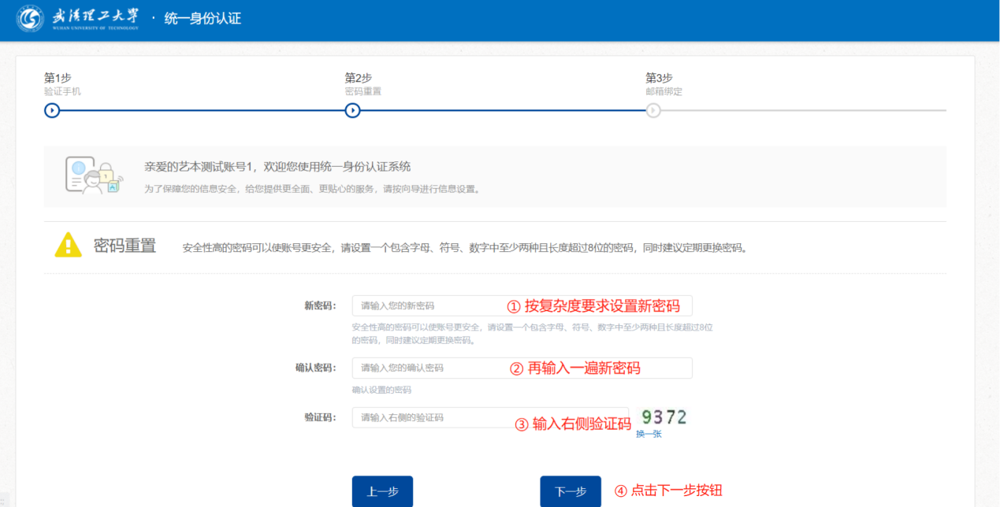 武汉理工大学 · 统一身份认证
WUHAN UNIVERSITY OF TECHNOLOGY
第1步 第2步 第3步
验证手机 密码重置 邮箱绑定
亲爱的艺本测试账号1，欢迎您使用统一身份认证系统
为了保障您的信息安全，给您提供更全面、更贴心的服务，请按向导进行信息设置。
密码重置 安全性高的密码可以使账号更安全，请设置一个包含字母、符号、数字中至少两种且长度超过8位的密码，同时建议定期更换密码。
新密码： 请输入您的新密码 ① 按复杂度要求设置新密码
安全性高的密码可以使账号更安全，请设置一个包含字母、符号、数字中至少两种且长度超过8位
的密码，同时建议定期更换密码。
确认密码： 请输入您的确认密码 ② 再输入一遍新密码
确认设置的密码
验证码： 请输入右侧的验证码 ③ 输入右侧验证码 9372
换一张
上一步 下一步 ④ 点击下一步按钮